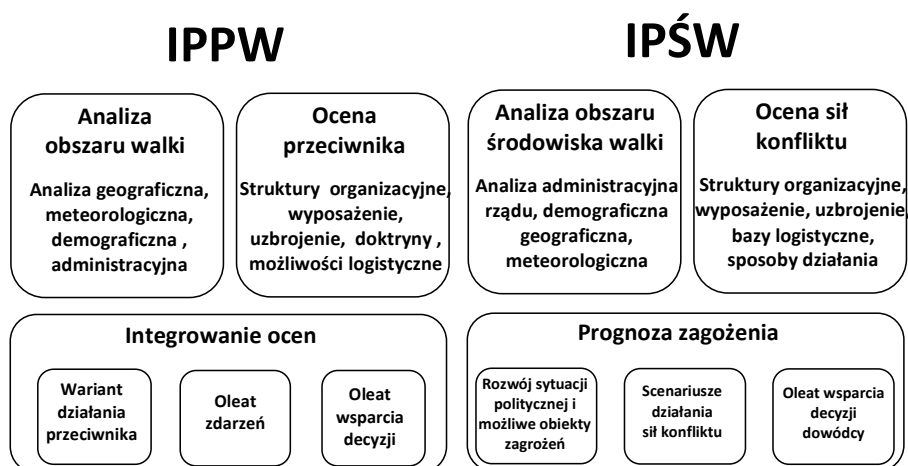 IPPW
IPŚW
Analiza
obszaru walki
Analiza geograficzna,
meteorologiczna,
demograficzna ,
administracyjna
Ocena
przeciwnika
Struktury organizacyjne,
wyposażenie,
uzbrojenie, doktryny ,
możliwości logistyczne
Analiza obszaru
środowiska walki
Analiza administracyjna
rządu, demograficzna
geograficzna,
meteorologiczna
Ocena sił
konfliktu
Struktury organizacyjne,
wyposażenie, uzbrojenie,
bazy logistyczne,
sposoby działania
Integrowanie ocen
Wariant
działania
przeciwnika
Oleat
zdarzeń
Oleat
wsparcia
decyzji
Prognoza zagożenia
Rozwój sytuacji
politycznej i
możliwe obiekty
zagrożeń
Scenariusze
działania
sił konfliktu
Oleat wsparcia
decyzji
dowódcy